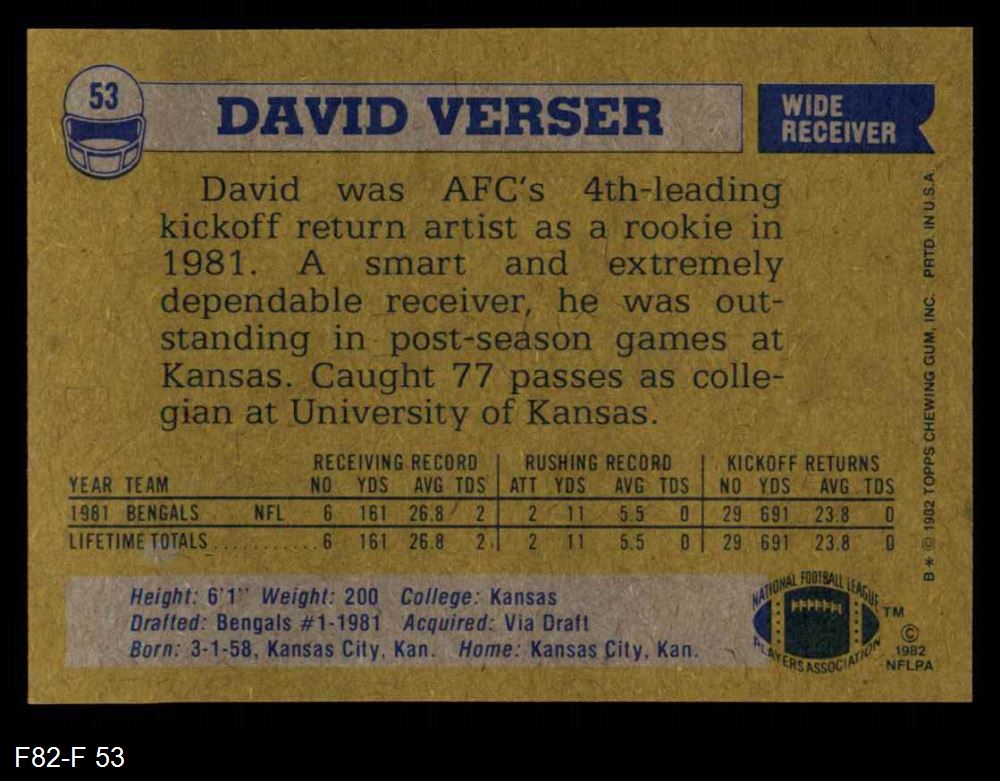 53
DAVID VERSER
WIDE
RECEIVER
David was AFC's 4th-leading
kickoff return artist as a rookie in
1981. A smart and extremely
dependable receiver, he was out-
standing in post-season games at
Kansas. Caught 77 passes as colle-
gian at University of Kansas.
RECEIVING RECORD RUSHING RECORD KICKOFF RETURNS
YEAR TEAM NO YDS AVG TDS ATT YDS AVG TDS NO YDS AVG TDS
1981 BENGALS NFL 6 161 26.8 2 2 11 5.5 0 29 691 23.8 0
LIFETIME TOTALS...........6 161 26.8 2 2 11 5.5 0 29 691 23.8 0
Height: 6'1" Weight: 200 College: Kansas
Drafted: Bengals #1-1981 Acquired: Via Draft
Born: 3-1-58, Kansas City, Kan. Home: Kansas City, Kan.
NATIONAL FOOTBALL LEAGUE
PLAYERS ASSOCIATION
TM
©
1982
NFLPA
B*© 1982 TOPPS CHEWING GUM, INC. PRTD. IN U.S.A.
F82-F 53